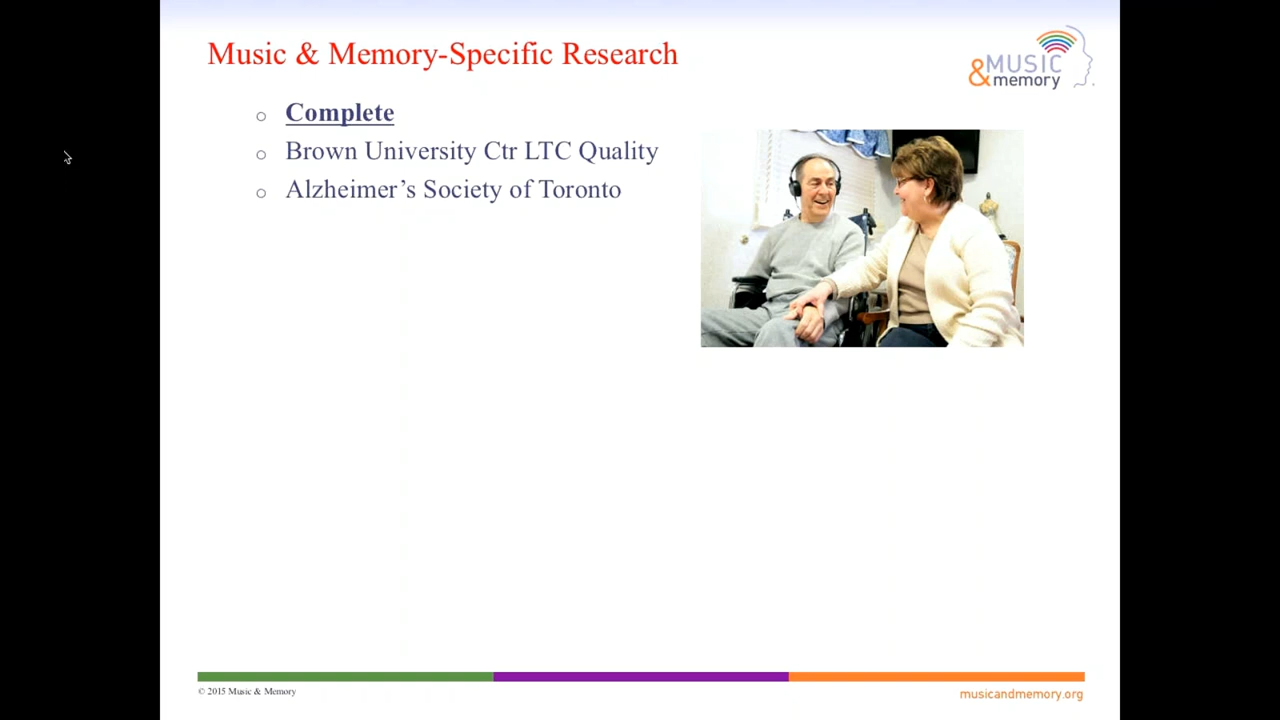 Music & Memory-Specific Research
&MUSIC
memory
Complete
Brown University Ctr LTC Quality
Alzheimer’s Society of Toronto
© 2015 Music & Memory
musicandmemory.org